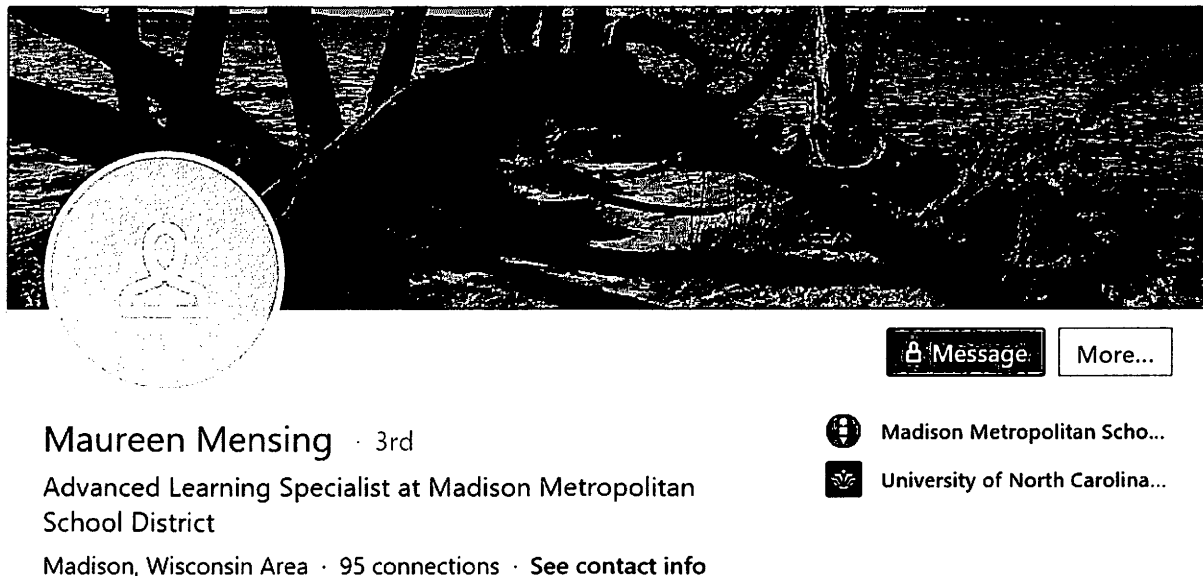 Message
More...
Maureen Mensing · 3rd
Madison Metropolitan Scho...
Advanced Learning Specialist at Madison Metropolitan
School District
University of North Carolina...
Madison, Wisconsin Area · 95 connections · See contact info